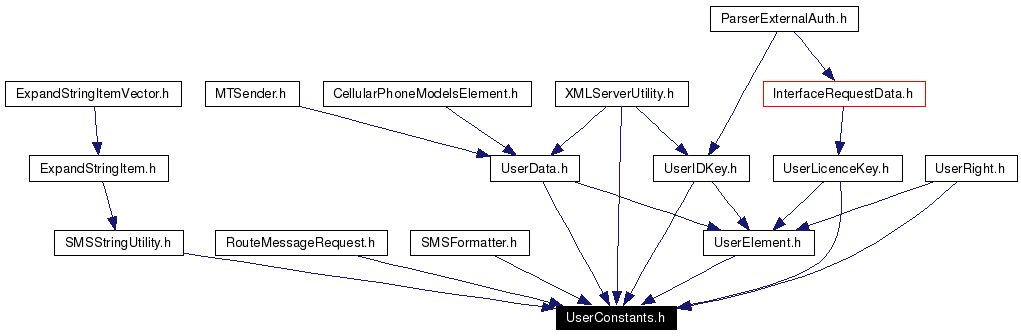 ParserExternalAuth.h
ExpandStringItemVector.h
MTSender.h
CellularPhoneModelsElement.h
XMLServerUtility.h
InterfaceRequestData.h
ExpandStringItem.h
UserData.h
UserIDKey.h
UserLicenceKey.h
UserRight.h
SMSStringUtility.h
RouteMessageRequest.h
SMSFormatter.h
UserElement.h
UserConstants.h